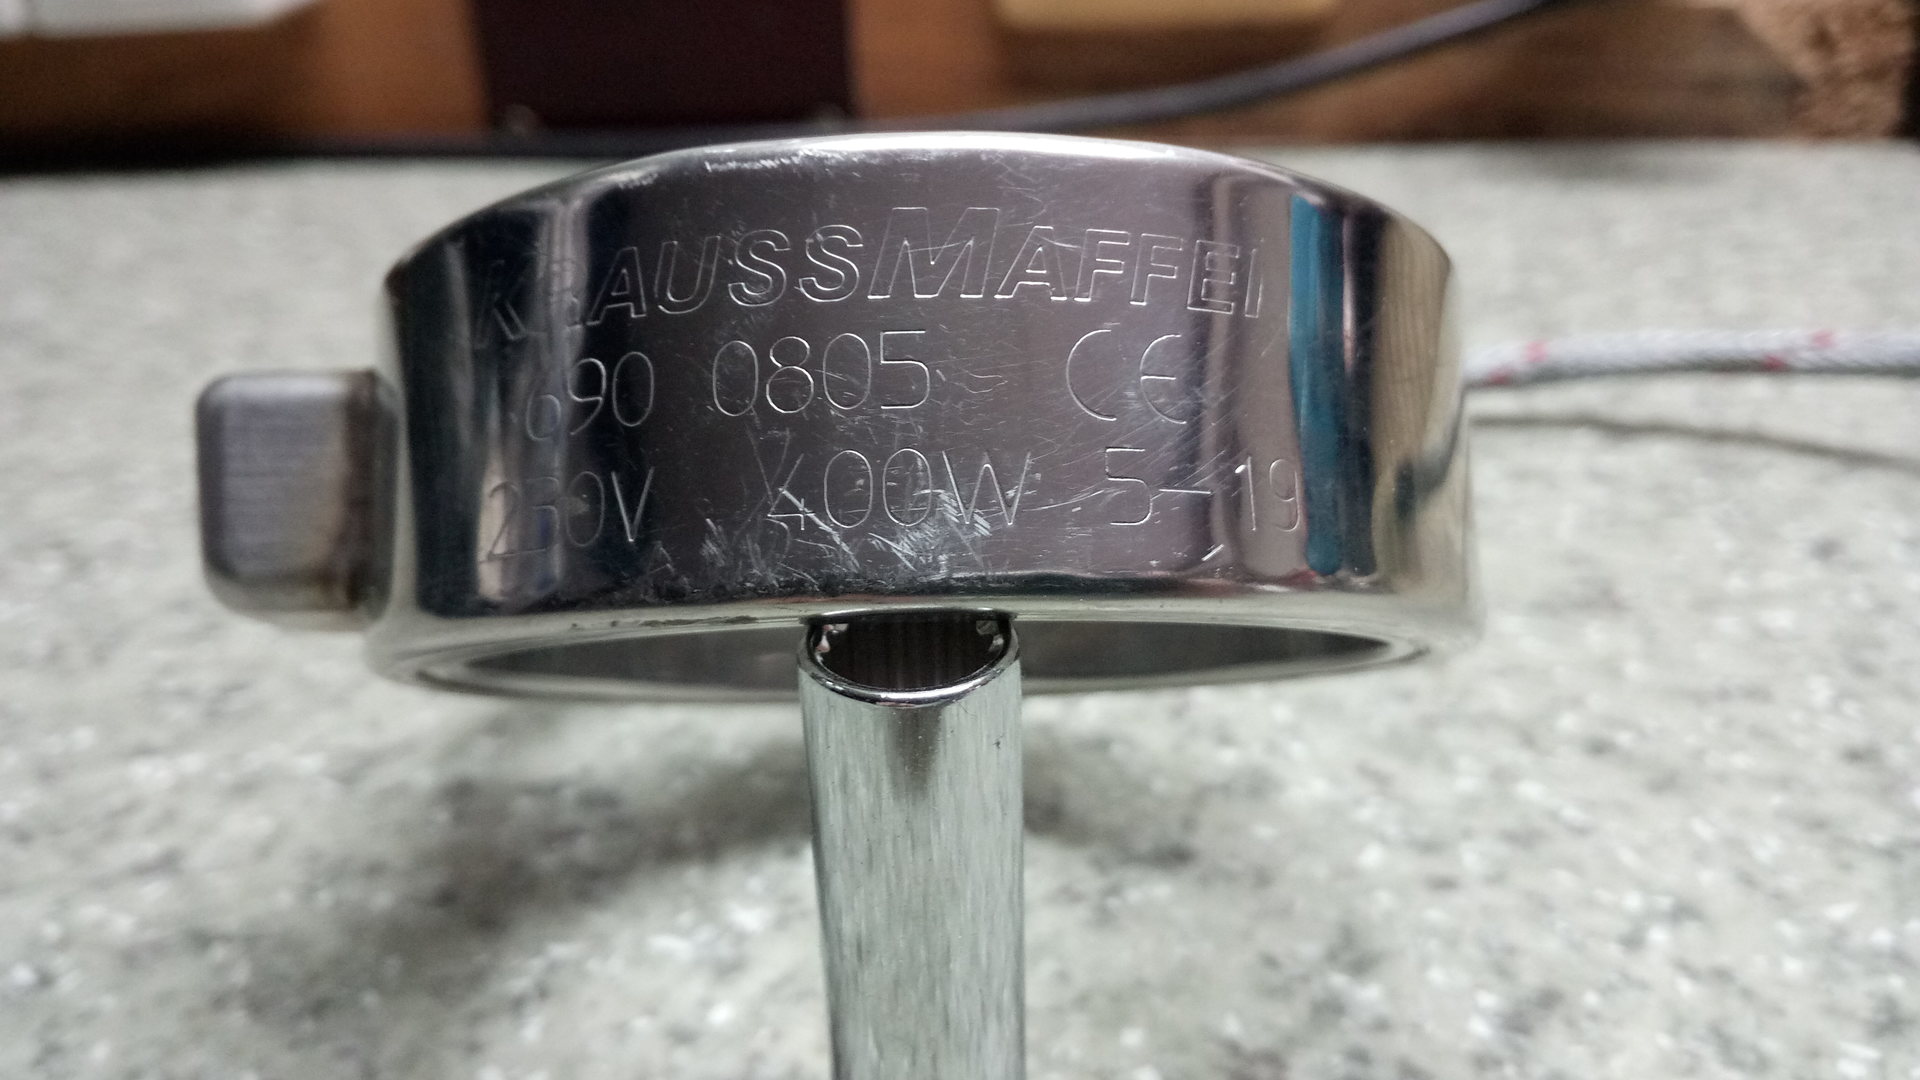 KRAUSSMAFFEI
690 0805 CE
230V 400W 5-19